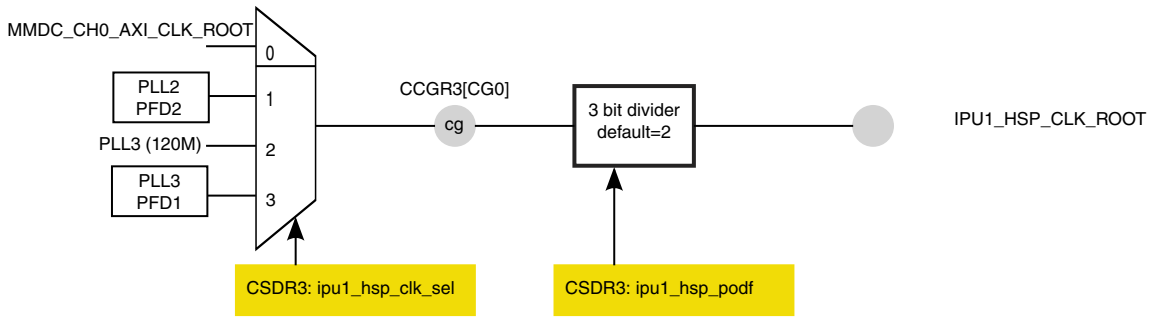 MMDC_CH0_AXI_CLK_ROOT
0
PLL2
PFD2
1
PLL3 (120M)
2
PLL3
PFD1
3
CCGR3[CG0]
cg
3 bit divider
default=2
IPU1_HSP_CLK_ROOT
CSDR3: ipu1_hsp_clk_sel
CSDR3: ipu1_hsp_podf